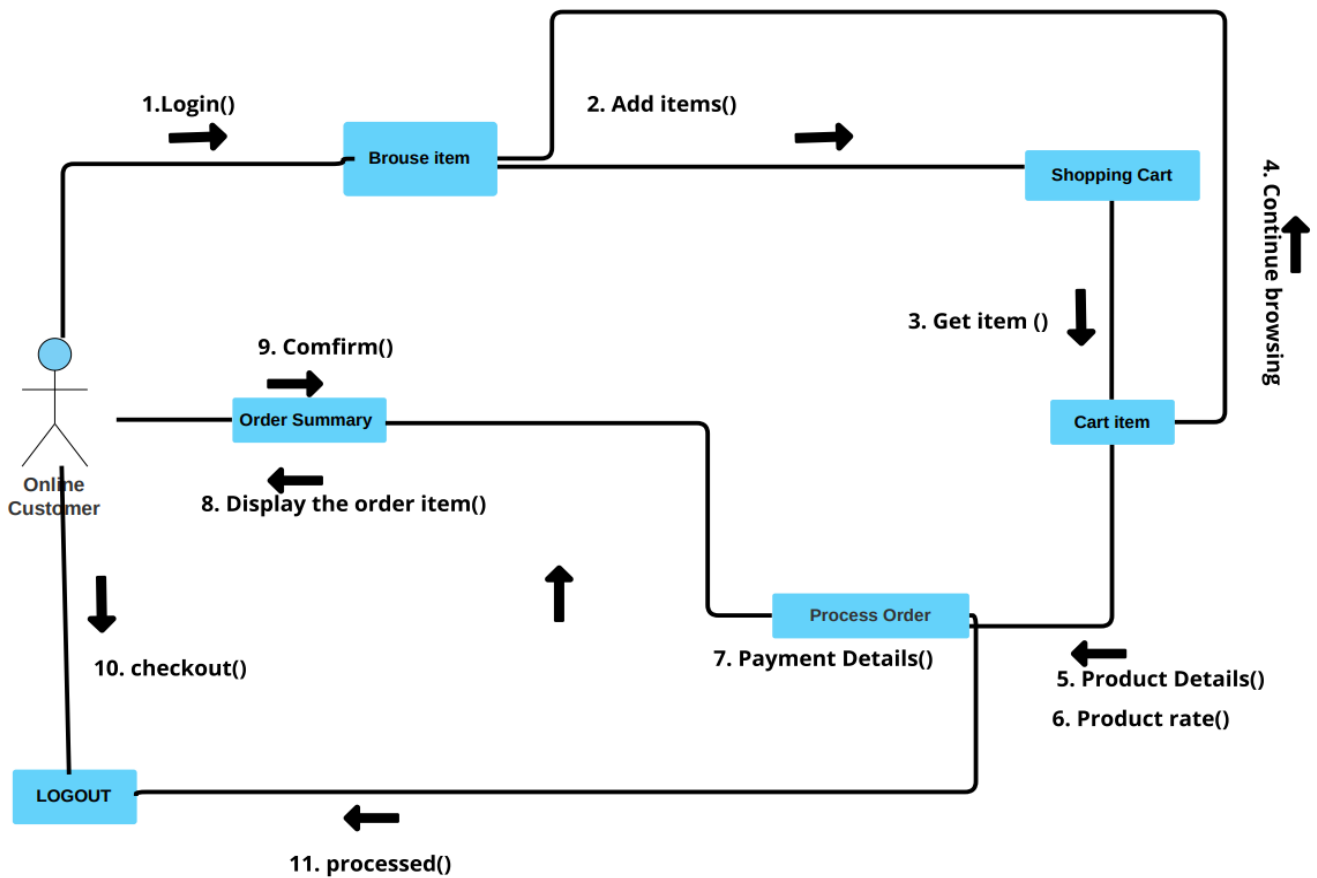 1.Login()
2. Add items()
Brouse item
Shopping Cart
4. Continue browsing
3. Get item ()
9. Comfirm()
Order Summary
Cart item
Online
Customer
8. Display the order item()
Process Order
7. Payment Details()
10. checkout()
5. Product Details()
6. Product rate()
LOGOUT
11. processed()